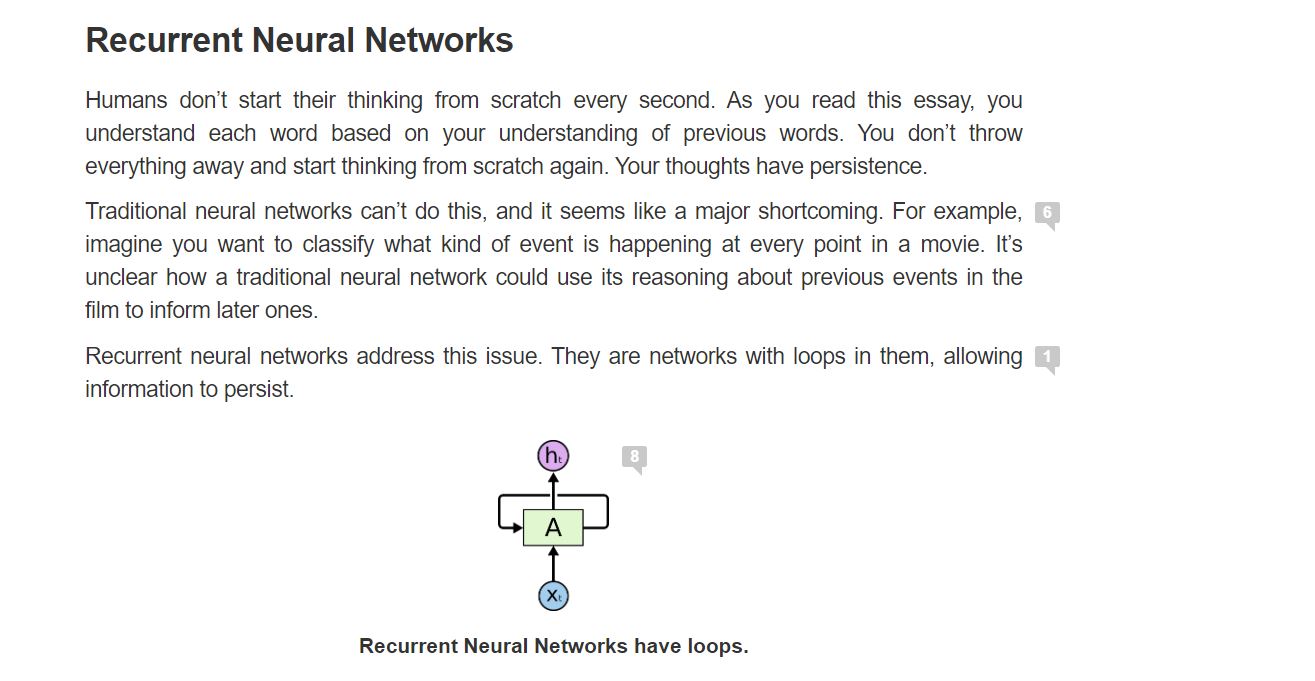 Recurrent Neural Networks
Humans don’t start their thinking from scratch every second. As you read this essay, you
understand each word based on your understanding of previous words. You don’t throw
everything away and start thinking from scratch again. Your thoughts have persistence.
Traditional neural networks can’t do this, and it seems like a major shortcoming. For example, 6
imagine you want to classify what kind of event is happening at every point in a movie. It’s
unclear how a traditional neural network could use its reasoning about previous events in the
film to inform later ones.
Recurrent neural networks address this issue. They are networks with loops in them, allowing 1
information to persist.
ht 8
A
Xt
Recurrent Neural Networks have loops.